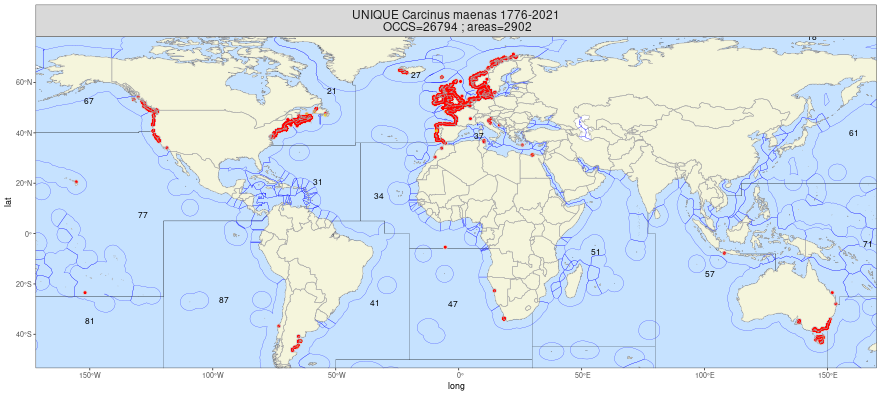 UNIQUE Carcinus maenas 1776-2021
OCCS=26794 ; areas=2902
18
27
21
67
60°N
61
37
40°N
31
34
20°N
77
lat
0°
71
51
57
87
41
47
20°S
81
40°S
150°W
100°W
50°W
0°
50°E
100°E
150°E
long